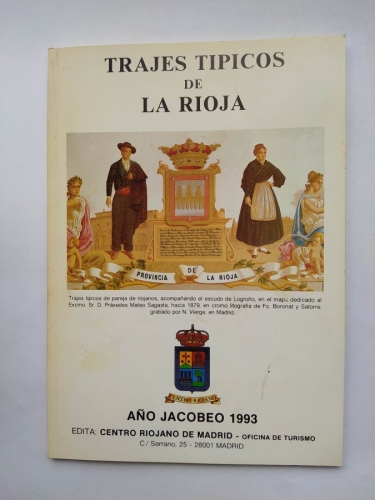 TRAJES TIPICOS
DE
LA RIOJA
PROVINCIA DE LA RIOJA
Trajes típicos de pareja de riojanos, acompañando el escudo de Logroño, en el mapa dedicado al
Excmo. Sr. D. Práxedes Mateo Sagasta, hacia 1879, en cromo litografía de Fc. Boronat y Satorre,
grabado por N. Vierge, en Madrid.
AÑO JACOBEO 1993
EDITA: CENTRO RIOJANO DE MADRID - OFICINA DE TURISMO
C/ Serrano, 25 - 28001 MADRID